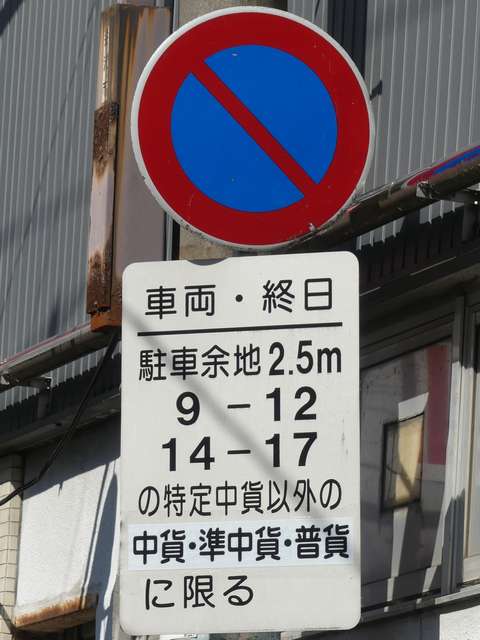 車両・終日
駐車余地2.5m
9－12
14－17
の特定中貨以外の
中貨・準中貨・普貨
に限る